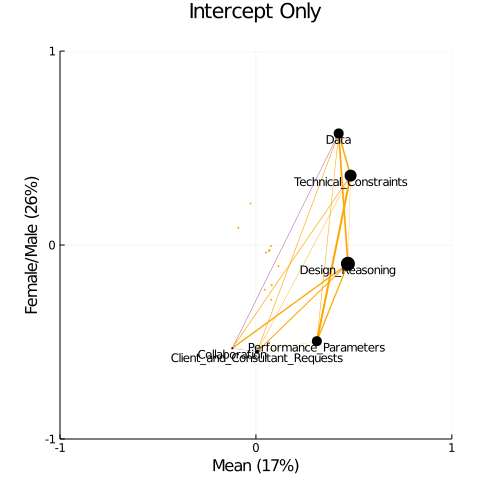 Intercept Only
1
Data
Technical_Constraints
0
Design_Reasoning
Performance_Parameters
Collaboration
Client_and_Consultant_Requests
-1
-1
0
1
Female/Male (26%)
Mean (17%)